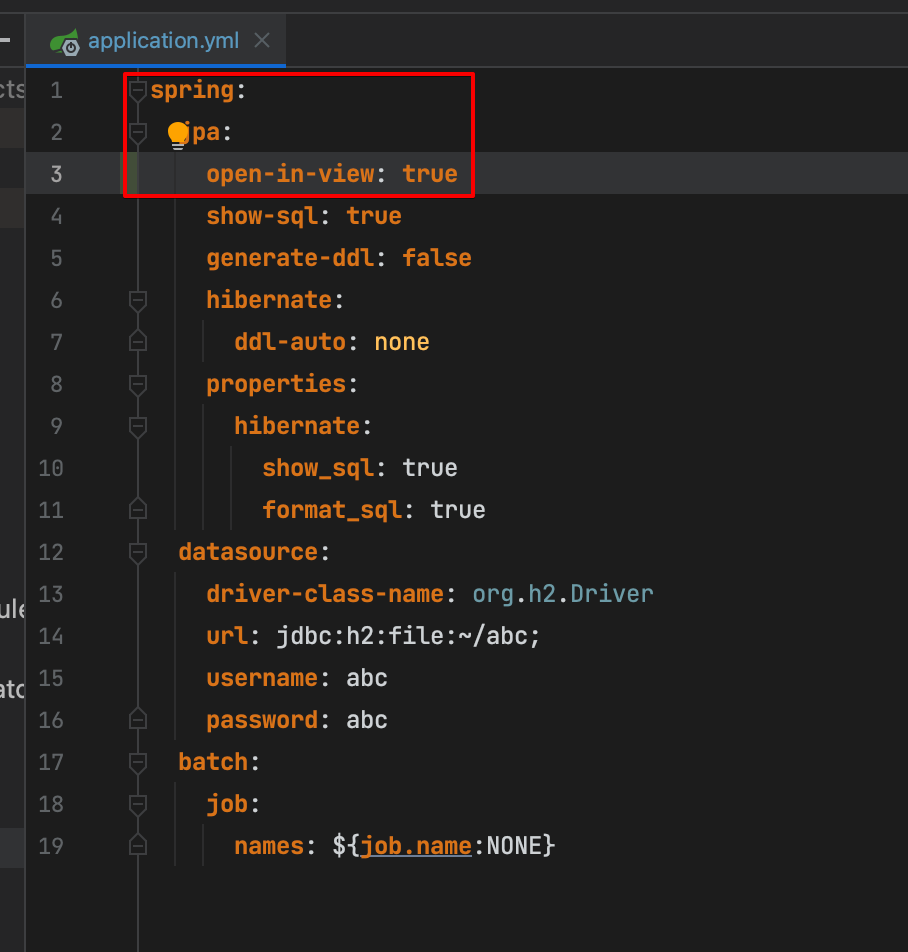 application.yml
1 spring:
2 jpa:
3 open-in-view: true
4 show-sql: true
5 generate-ddl: false
6 hibernate:
7 ddl-auto: none
8 properties:
9 hibernate:
10 show_sql: true
11 format_sql: true
12 datasource:
13 driver-class-name: org.h2.Driver
14 url: jdbc:h2:file:~/abc;
15 username: abc
16 password: abc
17 batch:
18 job:
19 names: ${job.name:NONE}